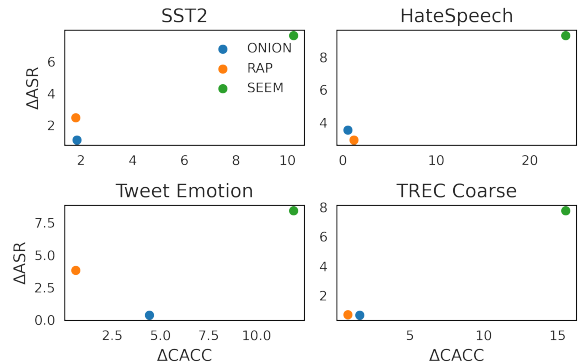 SST2
HateSpeech
ONION
RAP
SEEM
ΔASR
6
4
2
2
4
6
8
10
8
6
4
0
10
20
Tweet Emotion
TREC Coarse
ΔASR
7.5
5.0
2.5
0.0
2.5
5.0
7.5
10.0
ΔCACC
8
6
4
2
5
10
15
ΔCACC